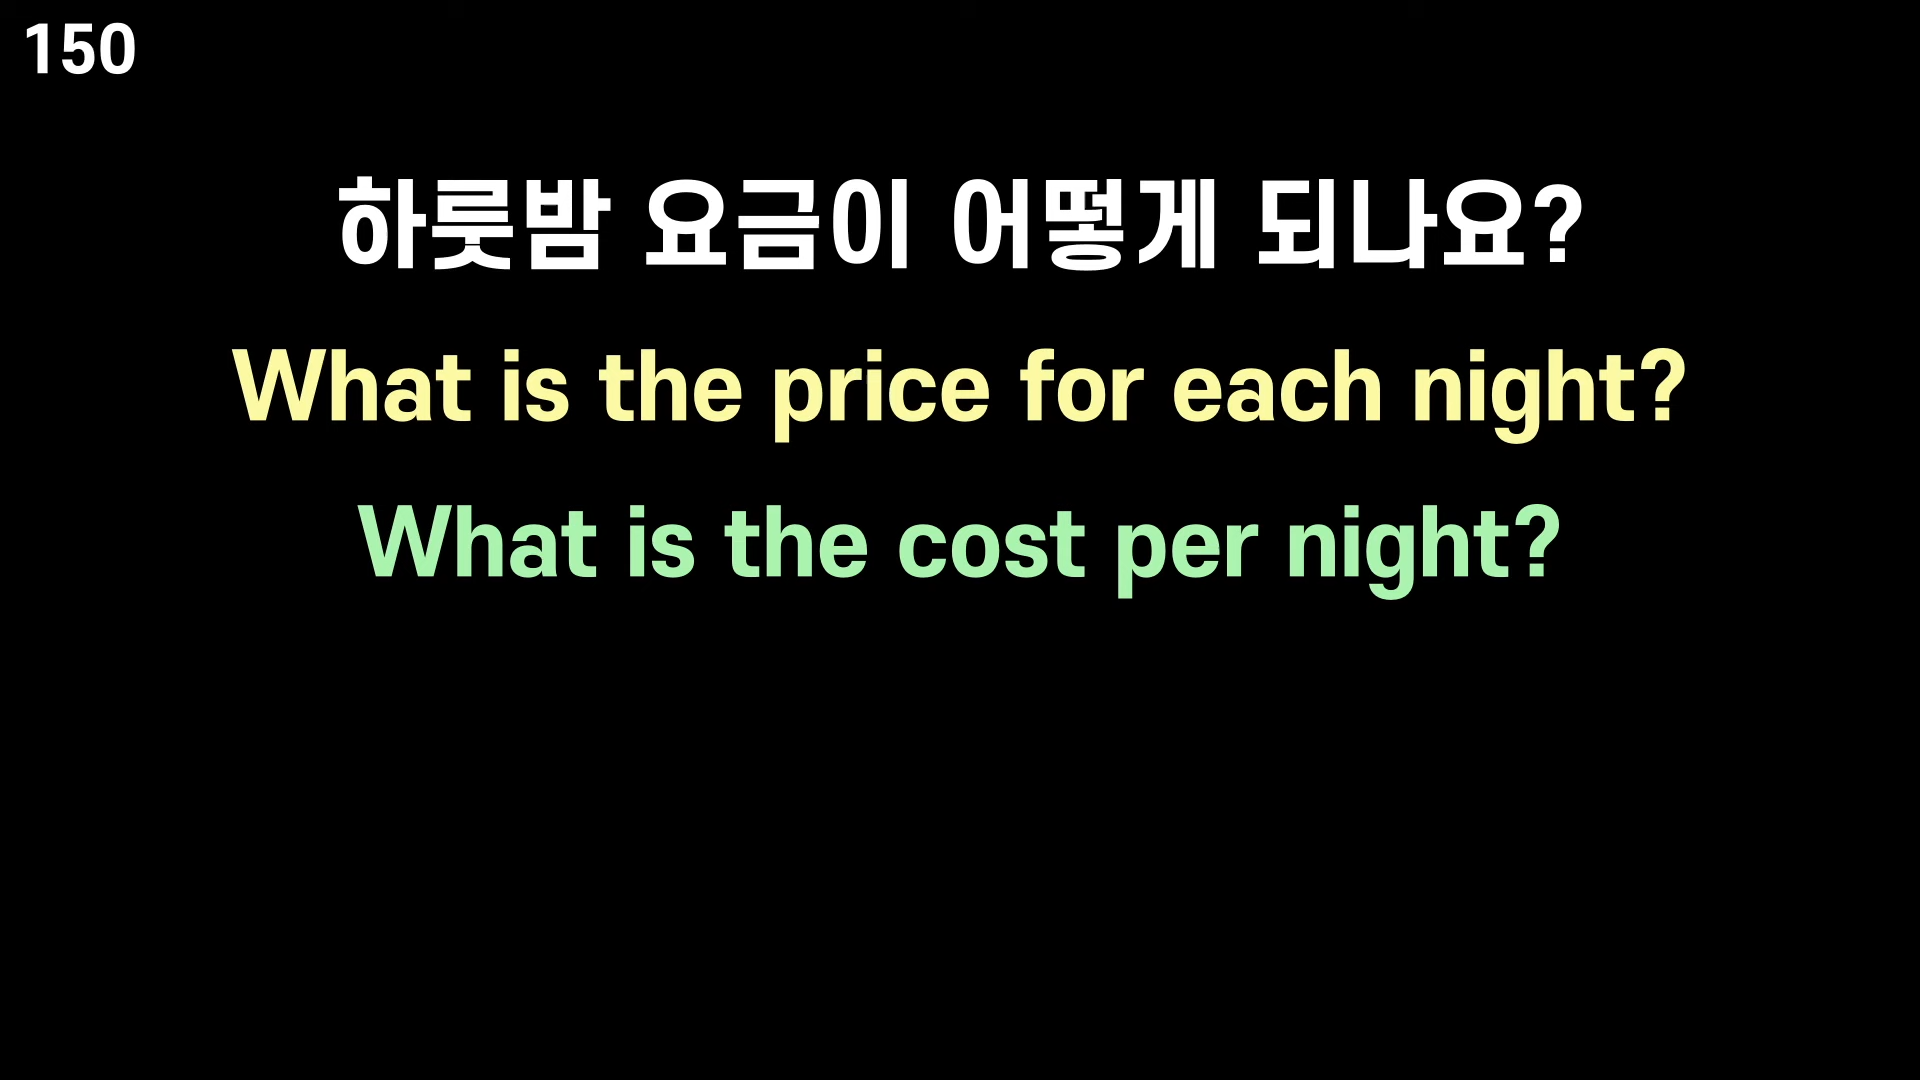 150
하룻밤 요금이 어떻게 되나요?
What is the price for each night?
What is the cost per night?